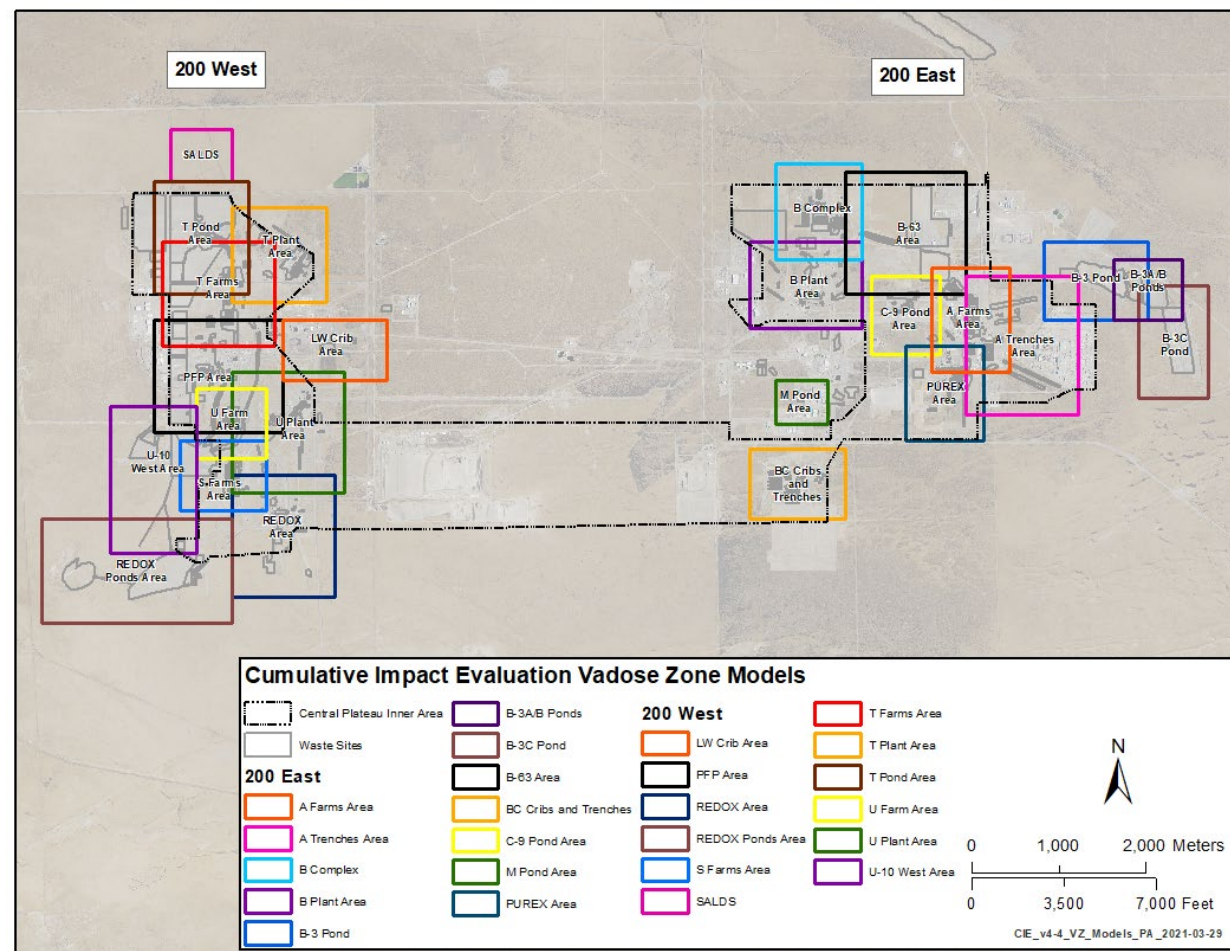 200 West
200 East
SALDS
T Pond
Area
T Plant
Area
T Farms
Area
LW Crib
Area
PFP Area
U Farm
Area
U Plant
Area
U-10
West Area
S Farms
Area
REDOX
Area
REDOX
Ponds Area
B Complex
B-63
Area
B Plant
Area
C-9 Pond
Area
A Farms
Area
A Trenches
Area
B-3 Pond
B-3A/B
Ponds
B-3C
Pond
PUREX
Area
M Pond
Area
BC Cribs
and
Trenches
Cumulative Impact Evaluation Vadose Zone Models
Central Plateau Inner Area
Waste Sites
200 East
A Farms Area
A Trenches Area
B Complex
B Plant Area
B-3 Pond
B-3A/B Ponds
B-3C Pond
B-63 Area
BC Cribs and Trenches
C-9 Pond Area
M Pond Area
PUREX Area
200 West
LW Crib Area
PFP Area
REDOX Area
REDOX Ponds Area
S Farms Area
SALDS
T Farms Area
T Plant Area
T Pond Area
U Farm Area
U Plant Area
U-10 West Area
N
0 1,000 2,000 Meters
0 3,500 7,000 Feet
CIE_v4-4_VZ_Models_PA_2021-03-29